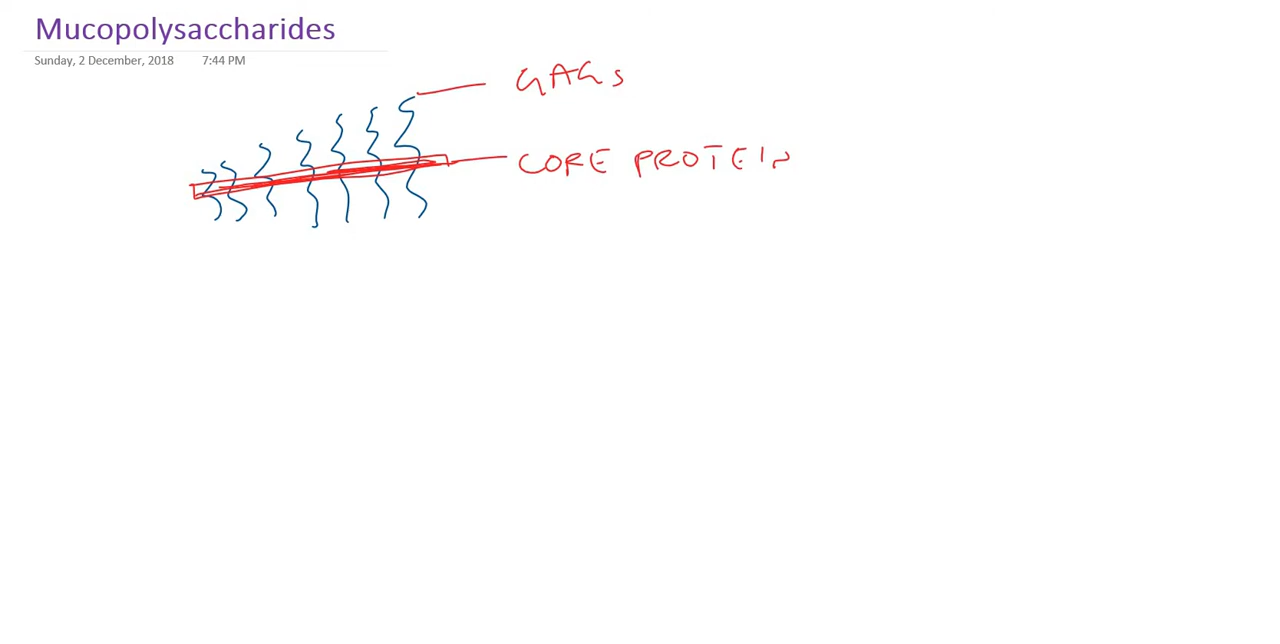 Mucopolysaccharides
Sunday, 2 December, 2018 7:44 PM
GAGs
CORE PROTEIN